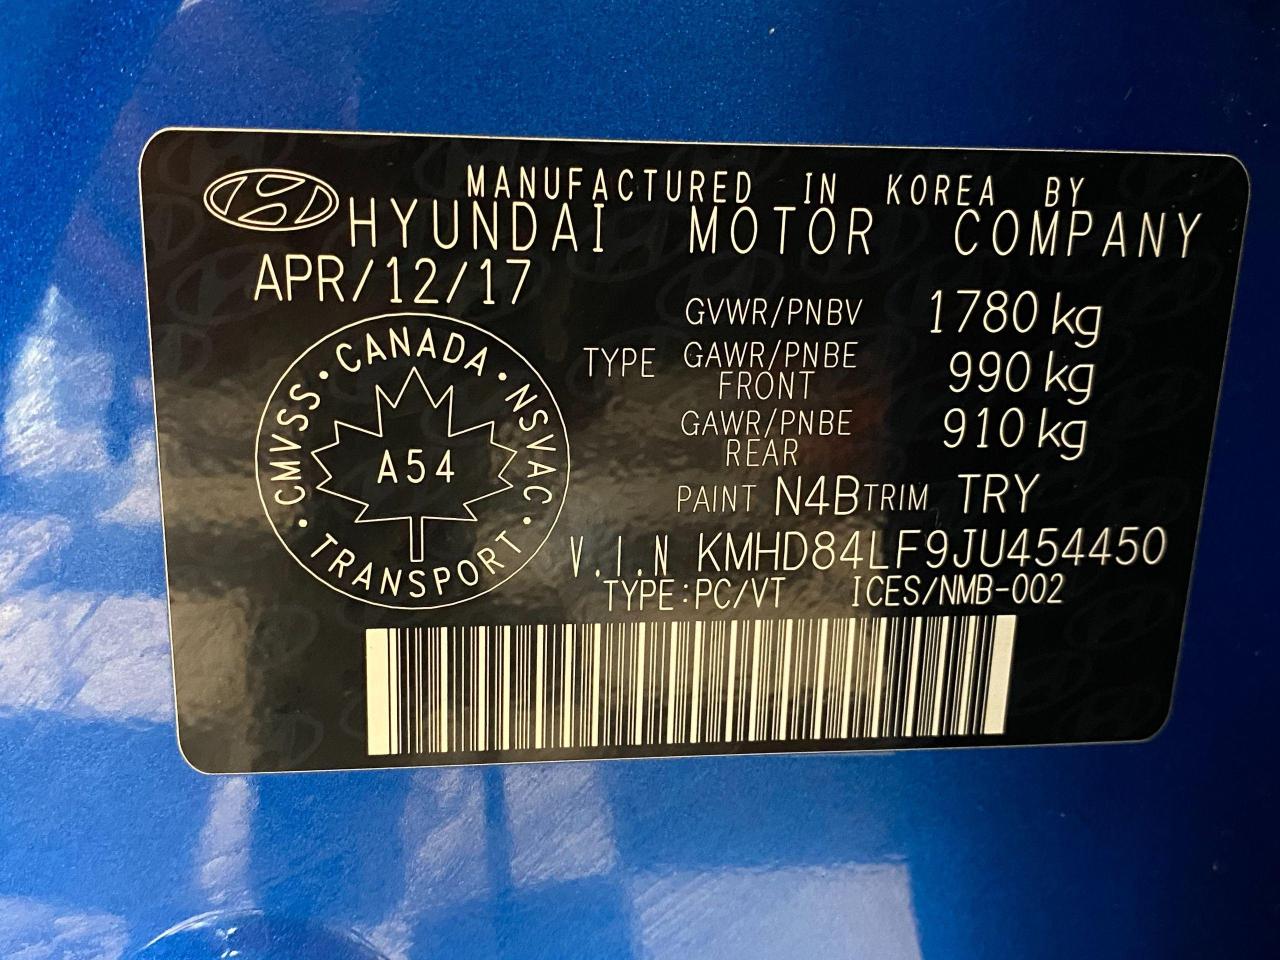 MANUFACTURED IN KOREA BY
HYUNDAI MOTOR COMPANY
APR/12/17
GVWR/PNBV 1780 kg
TYPE GAWR/PNBE FRONT 990 kg
GAWR/PNBE REAR 910 kg
CMVSS · CANADA · NSVAC · TRANSPORT ·
A54
PAINT N4B TRIM TRY
V.I.N KMHD84LF9JU454450
TYPE:PC/VT ICES/NMB-002